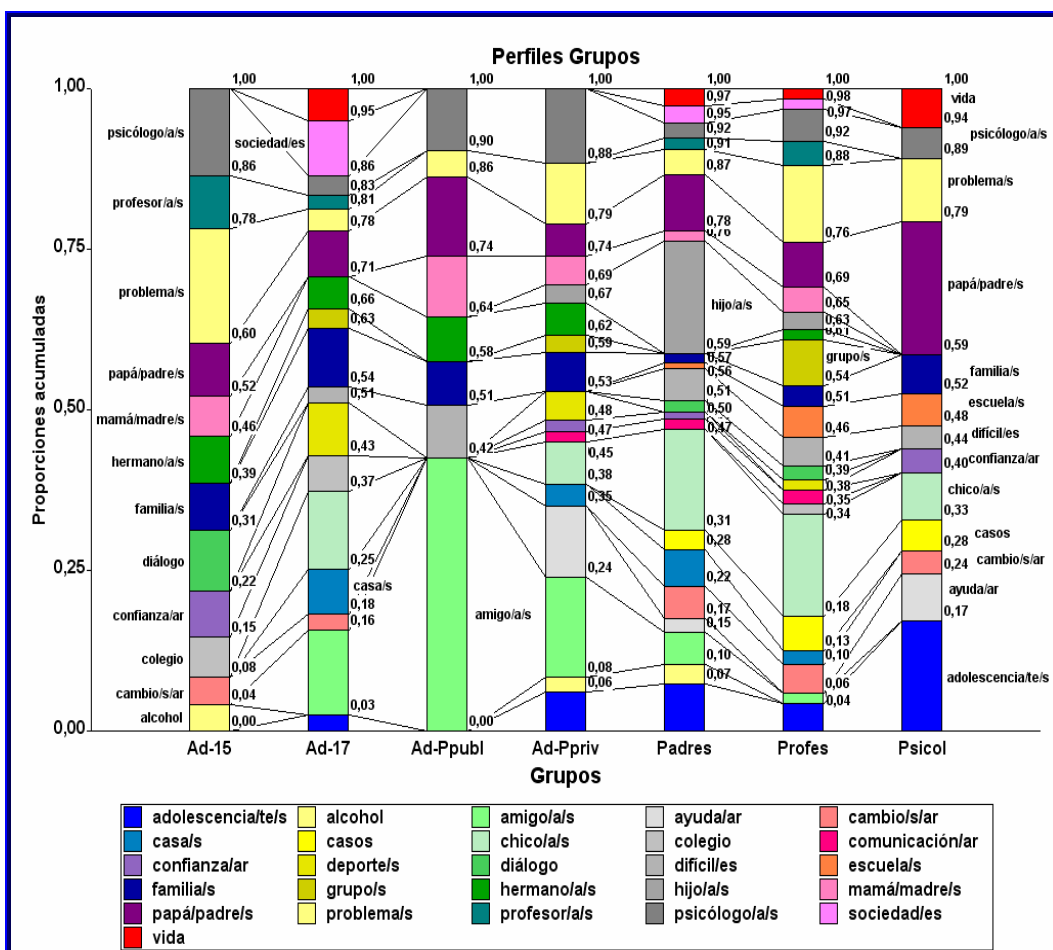 Perfiles Grupos
Proporciones acumuladas
1,00
0,75
0,50
0,25
0,00
psicólogo/a/s
profesor/a/s
problema/s
papá/padre/s
mamá/madre/s
hermano/a/s
familia/s
diálogo
confianza/ar
colegio
cambio/s/ar
alcohol
1,00
0,86
0,78
0,60
0,52
0,46
0,39
0,31
0,22
0,15
0,08
0,04
0,00
sociedad/es
1,00
0,95
0,86
0,83
0,81
0,78
0,71
0,66
0,63
0,54
0,51
0,43
0,37
0,25
0,18
0,16
0,03
casa/s
1,00
0,90
0,86
0,74
0,64
0,58
0,51
0,42
0,00
amigo/a/s
1,00
0,88
0,79
0,74
0,69
0,67
0,62
0,59
0,53
0,48
0,47
0,45
0,38
0,35
0,24
0,08
0,06
1,00
0,97
0,95
0,92
0,91
0,87
0,78
0,76
0,59
0,57
0,56
0,51
0,50
0,47
0,31
0,28
0,22
0,17
0,15
0,10
0,07
hijo/a/s
1,00
0,98
0,97
0,92
0,88
0,76
0,69
0,65
0,63
0,61
0,54
0,51
0,46
0,41
0,39
0,38
0,35
0,34
0,18
0,13
0,10
0,06
0,04
grupo/s
1,00
0,94
0,89
0,79
0,59
0,52
0,48
0,44
0,40
0,33
0,28
0,24
0,17
vida
psicólogo/a/s
problema/s
papá/padre/s
familia/s
escuela/s
difícil/es
confianza/ar
chico/a/s
casos
cambio/s/ar
ayuda/ar
adolescencia/te/s
Ad-15 Ad-17 Ad-Ppubl Ad-Ppriv Padres Profes Psicol
Grupos
adolescencia/te/s alcohol amigo/a/s ayuda/ar cambio/s/ar
casa/s casos chico/a/s colegio comunicación/ar
confianza/ar deporte/s diálogo difícil/es escuela/s
familia/s grupo/s hermano/a/s hijo/a/s mamá/madre/s
papá/padre/s problema/s profesor/a/s psicólogo/a/s sociedad/es
vida